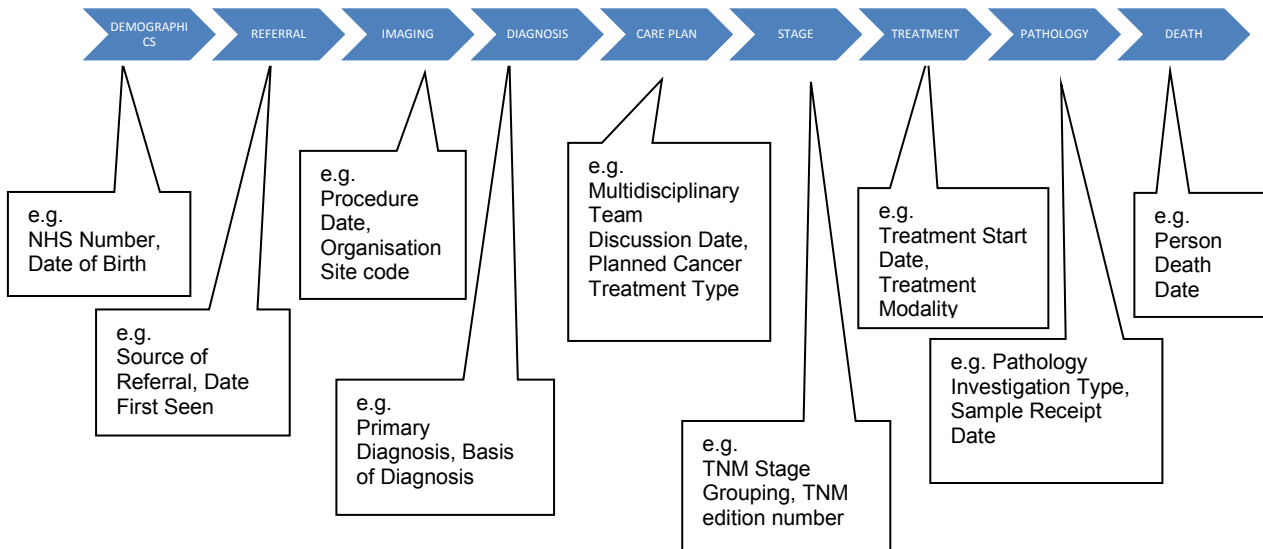 DEMOGRAPHI
CS
REFERRAL
IMAGING
DIAGNOSIS
CARE PLAN
STAGE
TREATMENT
PATHOLOGY
DEATH
e.g.
NHS Number,
Date of Birth
e.g.
Source of
Referral, Date
First Seen
e.g.
Procedure
Date,
Organisation
Site code
e.g.
Primary
Diagnosis, Basis
of Diagnosis
e.g.
Multidisciplinary
Team
Discussion Date,
Planned Cancer
Treatment Type
e.g.
TNM Stage
Grouping, TNM
edition number
e.g.
Treatment Start
Date,
Treatment
Modality
e.g. Pathology
Investigation Type,
Sample Receipt
Date
e.g.
Person
Death
Date